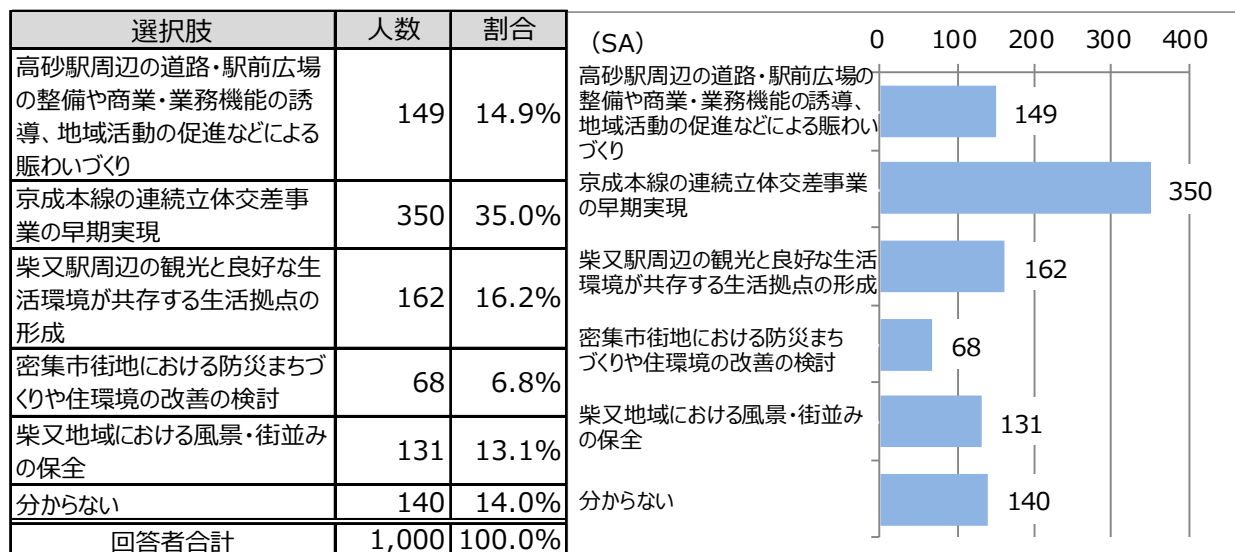 選択肢 人数 割合
高砂駅周辺の道路・駅前広場
の整備や商業・業務機能の誘
導、地域活動の促進などによる
賑わいづくり
149 14.9%
京成本線の連続立体交差事
業の早期実現
350 35.0%
柴又駅周辺の観光と良好な生
活環境が共存する生活拠点の
形成
162 16.2%
密集市街地における防災まちづ
くりや住環境の改善の検討
68 6.8%
柴又地域における風景・街並み
の保全
131 13.1%
分からない 140 14.0%
回答者合計 1,000 100.0%
(SA)
0 100 200 300 400
高砂駅周辺の道路・駅前広場の
整備や商業・業務機能の誘導、
地域活動の促進などによる賑わい
づくり
149
京成本線の連続立体交差事業
の早期実現
350
柴又駅周辺の観光と良好な生活
環境が共存する生活拠点の形成
162
密集市街地における防災まち
づくりや住環境の改善の検討
68
柴又地域における風景・街並み
の保全
131
分からない
140